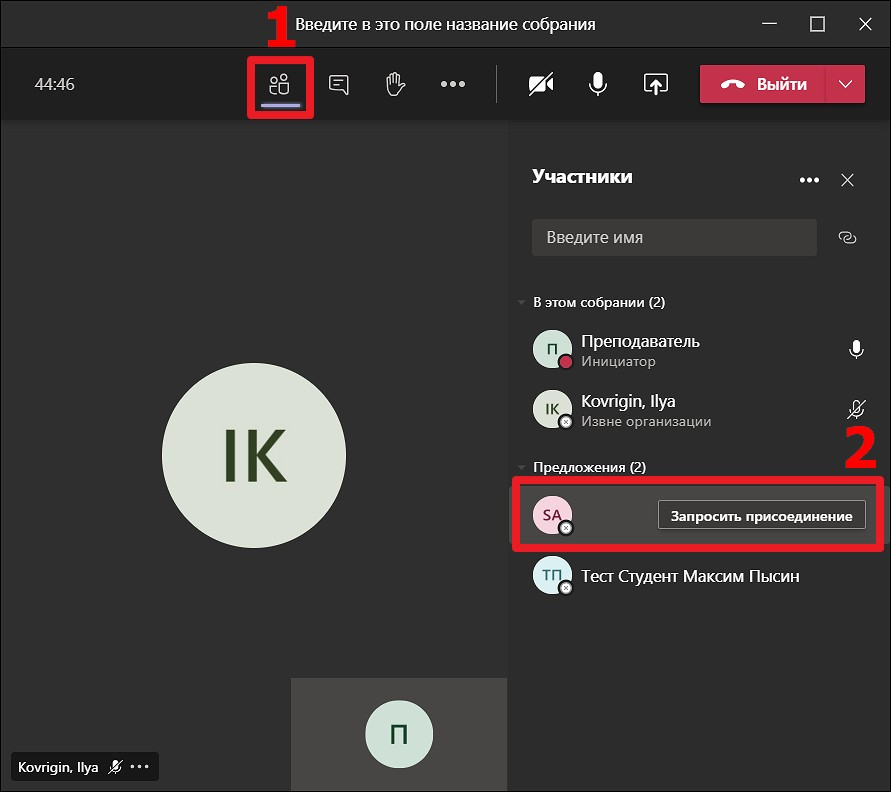 1
Введите в это поле название собрания
44:46
Выйти
Участники
Введите имя
В этом собрании (2)
П
Преподаватель
Инициатор
IK
Kovrigin, Ilya
Извне организации
2
Предложения (2)
SA
Запросить присоединение
ТП
Тест Студент Максим Пысин
IK
П
Kovrigin, Ilya